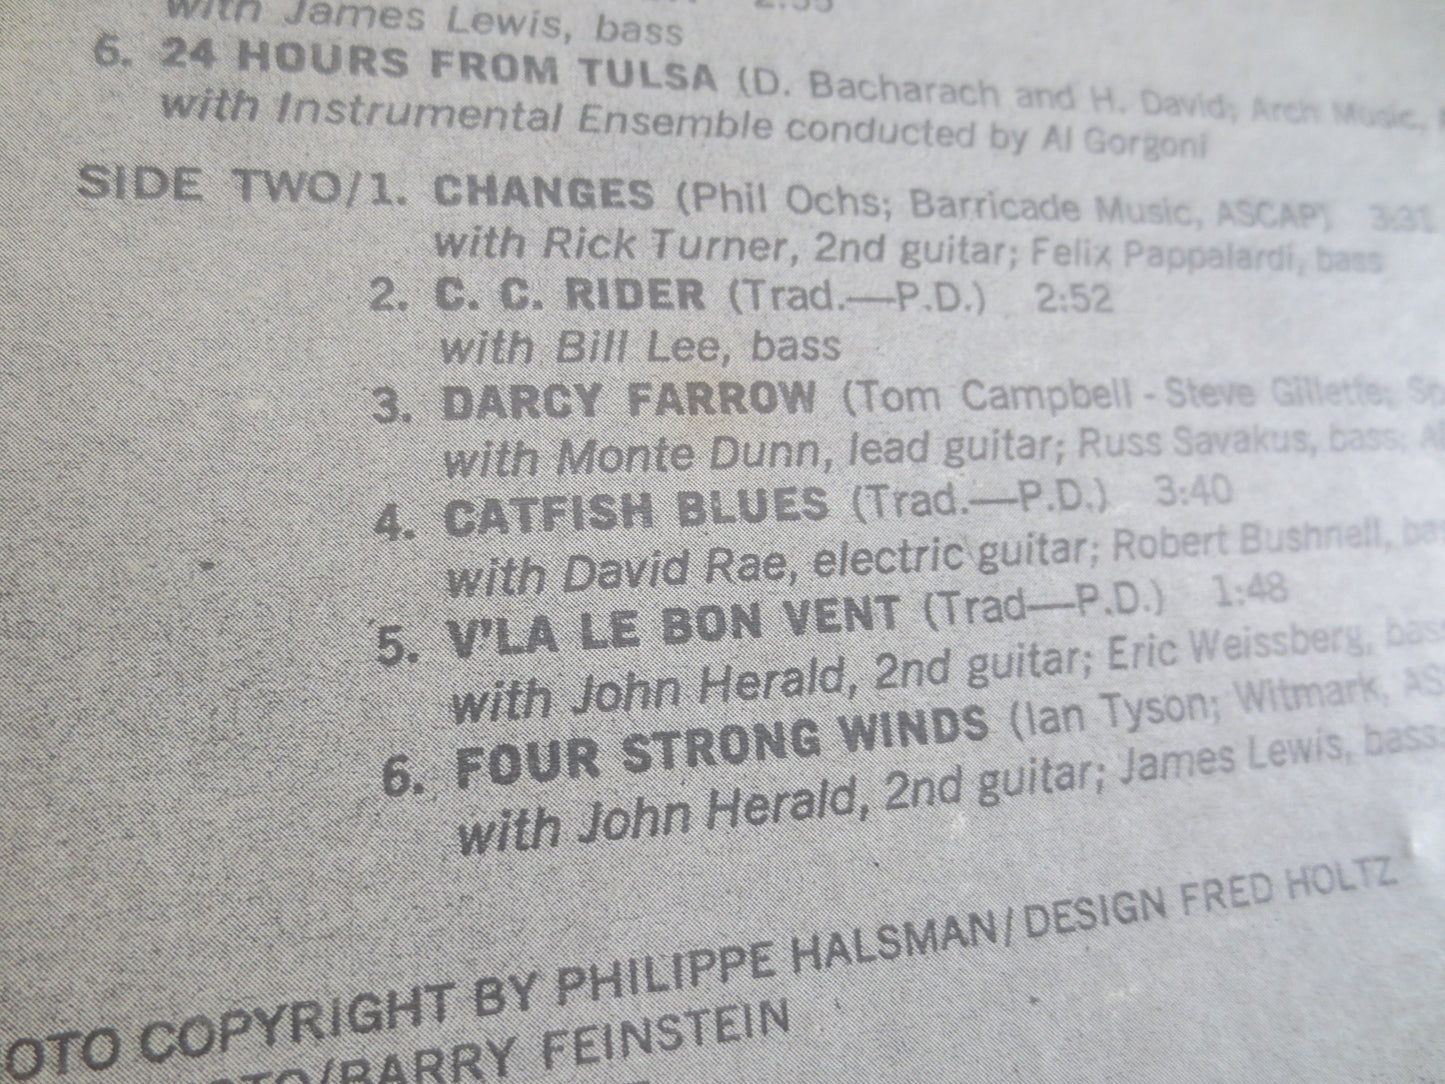 with James Lewis, bass
6. 24 HOURS FROM TULSA (D. Bacharach and H. David; Arch Music,
with Instrumental Ensemble conducted by Al Gorgoni
SIDE TWO/1. CHANGES (Phil Ochs; Barricade Music, ASCAP) 3:31
with Rick Turner, 2nd guitar; Felix Pappalardi, bass
2. C. C. RIDER (Trad.—P.D.) 2:52
with Bill Lee, bass
3. DARCY FARROW (Tom Campbell - Steve Gillette;
with Monte Dunn, lead guitar; Russ Savakus, bass;
4. CATFISH BLUES (Trad.—P.D.) 3:40
with David Rae, electric guitar; Robert Bushnell,
5. V'LA LE BON VENT (Trad—P.D.) 1:48
with John Herald, 2nd guitar; Eric Weissberg,
6. FOUR STRONG WINDS (Ian Tyson; Witmark,
with John Herald, 2nd guitar; James Lewis, bass
OTO COPYRIGHT BY PHILIPPE HALSMAN/DESIGN FRED HOLTZ
OTO/BARRY FEINSTEIN